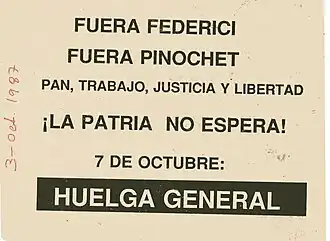 FUERA FEDERICI
FUERA PINOCHET
PAN, TRABAJO, JUSTICIA Y LIBERTAD
¡LA PATRIA NO ESPERA!
7 DE OCTUBRE:
HUELGA GENERAL
3-Oct 1987